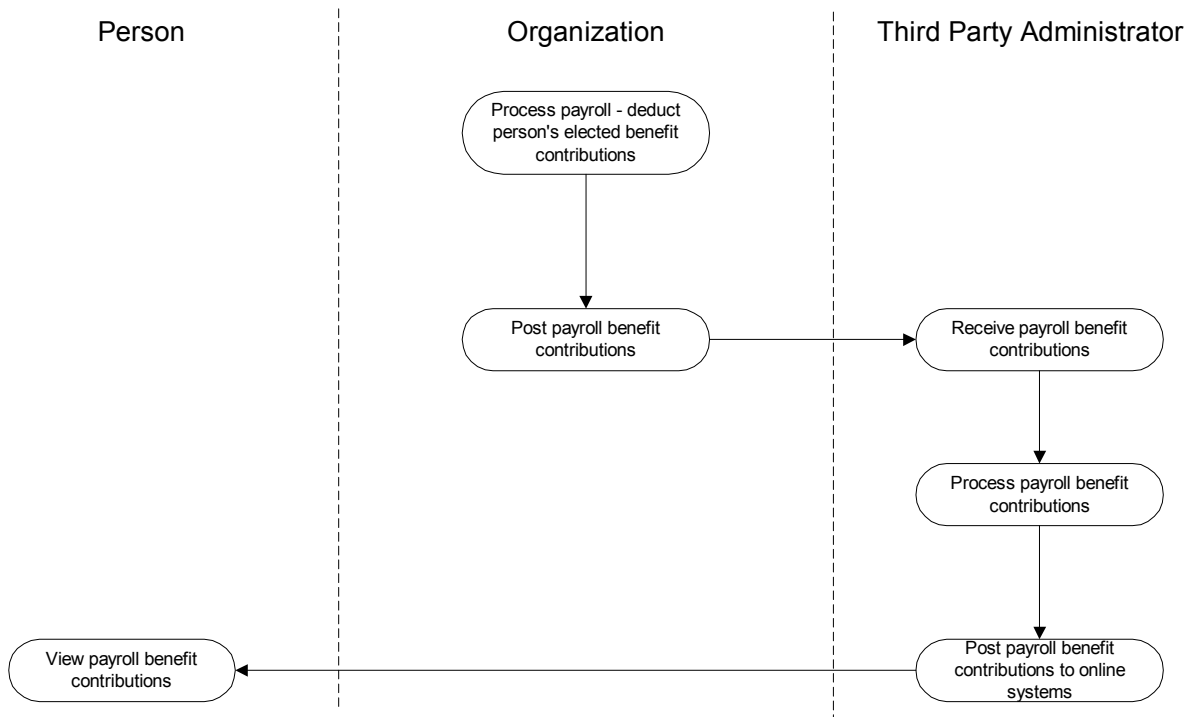 Person
Organization
Third Party Administrator
Process payroll - deduct
person's elected benefit
contributions
Post payroll benefit
contributions
Receive payroll benefit
contributions
Process payroll benefit
contributions
Post payroll benefit
contributions to online
systems
View payroll benefit
contributions